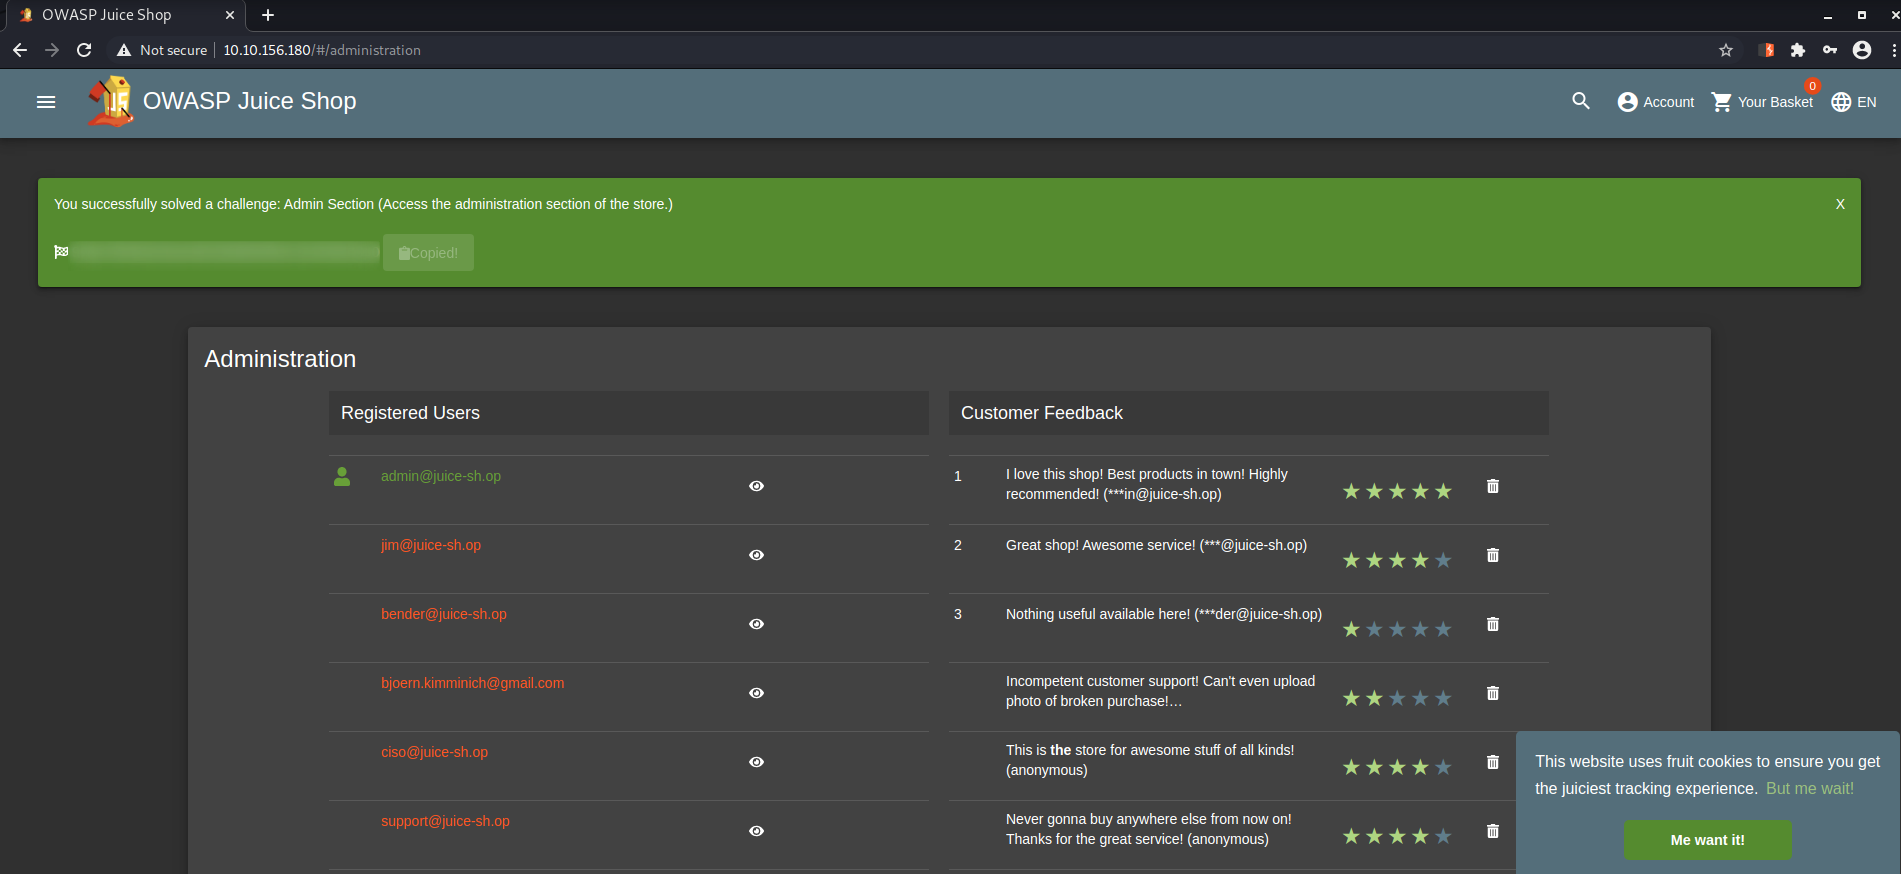 OWASP Juice Shop
Not secure
10.10.156.180/#/administration
OWASP Juice Shop
Account
0
Your Basket
EN
You successfully solved a challenge: Admin Section (Access the administration section of the store.)
X
Copied!
Administration
Registered Users
admin@juice-sh.op
jim@juice-sh.op
bender@juice-sh.op
bjoern.kimminich@gmail.com
ciso@juice-sh.op
support@juice-sh.op
Customer Feedback
1
I love this shop! Best products in town! Highly
recommended! (***in@juice-sh.op)
2
Great shop! Awesome service! (***@juice-sh.op)
3
Nothing useful available here! (***der@juice-sh.op)
Incompetent customer support! Can't even upload
photo of broken purchase!…
This is the store for awesome stuff of all kinds!
(anonymous)
Never gonna buy anywhere else from now on!
Thanks for the great service! (anonymous)
This website uses fruit cookies to ensure you get
the juiciest tracking experience. But me wait!
Me want it!